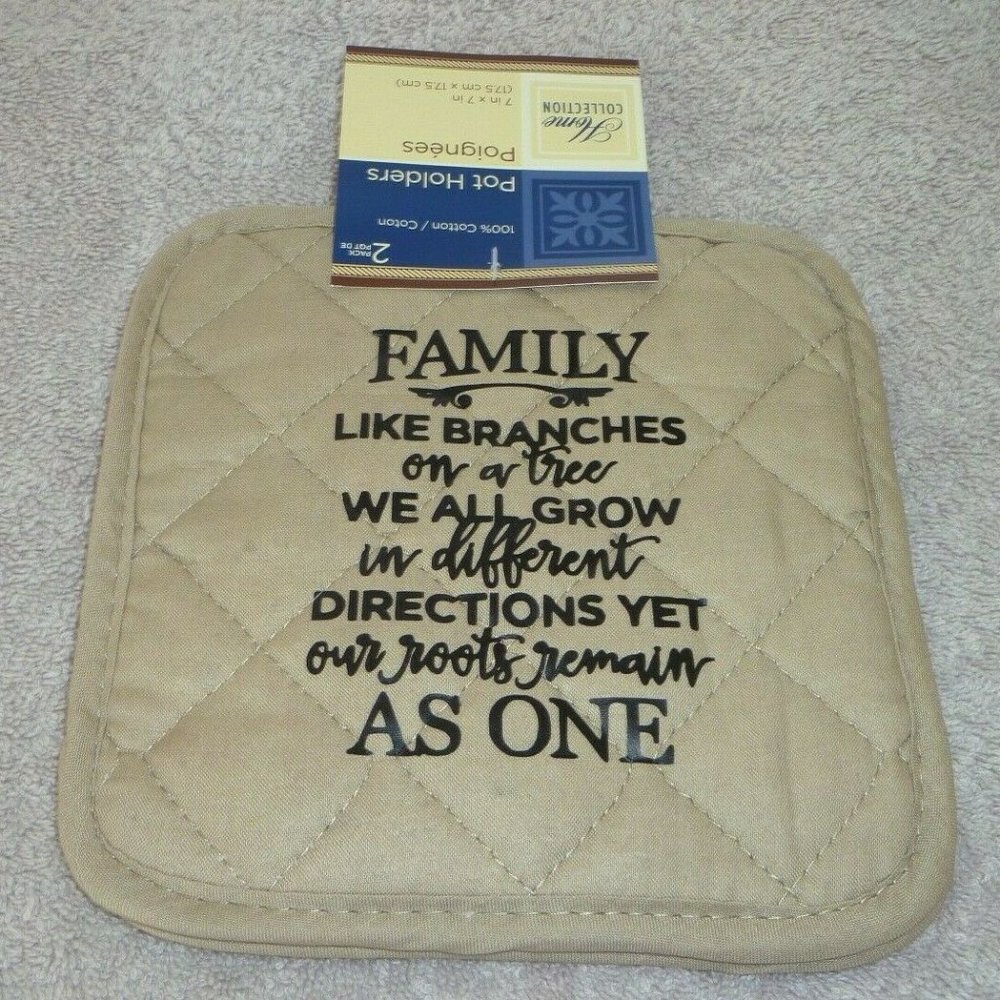 2 PACK
PQT DE
100% Cotton / Coton
Pot Holders
Poignées
7 in x 7 in
(17.5 cm x 17.5 cm)
Home
COLLECTION
FAMILY
LIKE BRANCHES
on a tree
WE ALL GROW
in different
DIRECTIONS YET
our roots remain
AS ONE